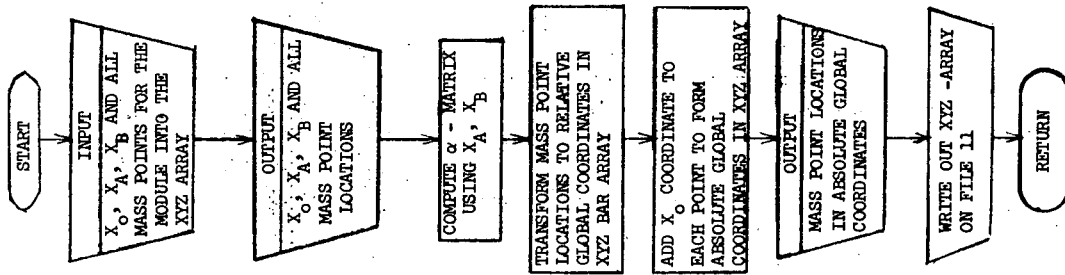 START
INPUT
X_O, X_A, X_B AND ALL
MASS POINTS FOR THE
MODULE INTO THE
XYZ ARRAY
OUTPUT
X_O, X_A, X_B AND ALL
MASS POINT
LOCATIONS
COMPUTE α - MATRIX
USING X_A, X_B
TRANSFORM MASS POINT
LOCATIONS TO RELATIVE
GLOBAL COORDINATES IN
XYZ BAR ARRAY
ADD X_O COORDINATE TO
EACH POINT TO FORM
ABSOLUTE GLOBAL
COORDINATES IN XYZ ARRAY
OUTPUT
MASS POINT LOCATIONS
IN ABSOLUTE GLOBAL
COORDINATES
WRITE OUT XYZ -ARRAY
ON FILE 11
RETURN